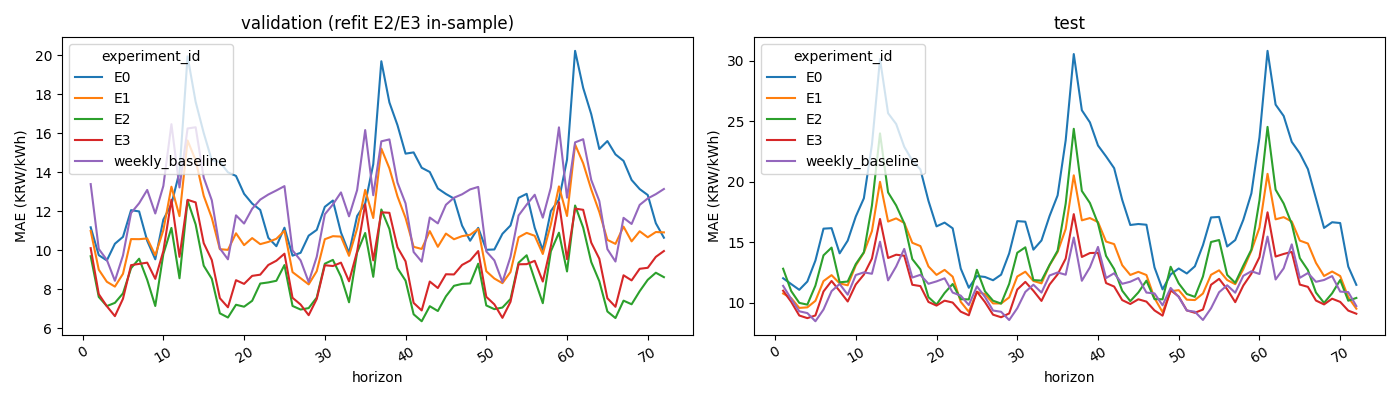 validation (refit E2/E3 in-sample)
MAE (KRW/kWh)
20
18
16
14
12
10
8
6
experiment_id
E0
E1
E2
E3
weekly_baseline
0
10
20
30
40
50
60
70
horizon
test
MAE (KRW/kWh)
30
25
20
15
10
experiment_id
E0
E1
E2
E3
weekly_baseline
0
10
20
30
40
50
60
70
horizon